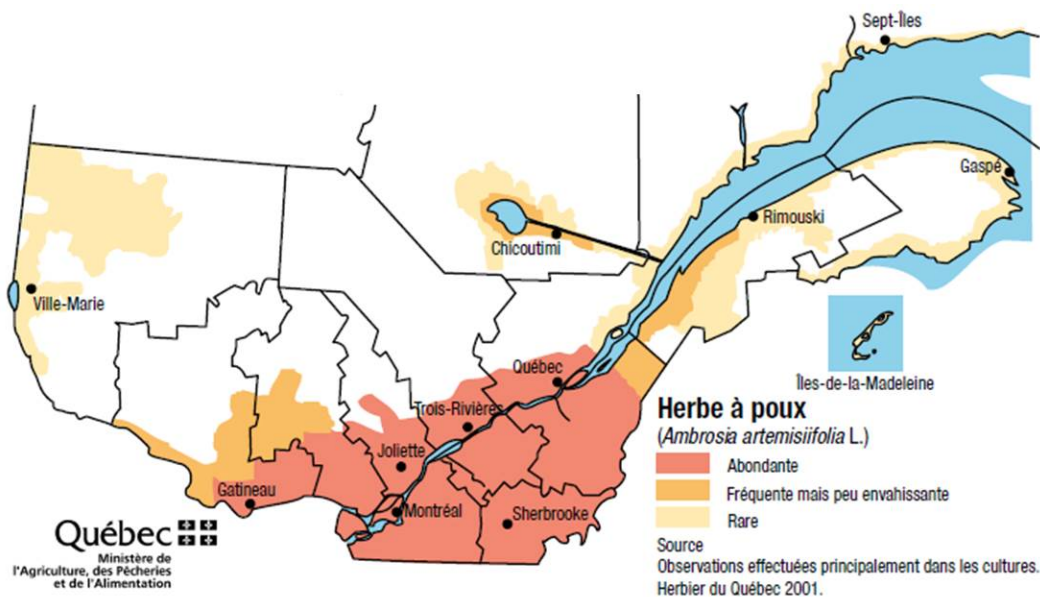 Sept-Îles
Gaspé
Rimouski
Chicoutimi
Ville-Marie
Québec
Îles-de-la-Madeleine
Trois-Rivières
Joliette
Gatineau
Montréal
Sherbrooke
Herbe à poux
(Ambrosia artemisiifolia L.)
Abondante
Fréquente mais peu envahissante
Rare
Source
Observations effectuées principalement dans les cultures.
Herbier du Québec 2001.
Québec
Ministère de
l'Agriculture, des Pêcheries
et de l'Alimentation